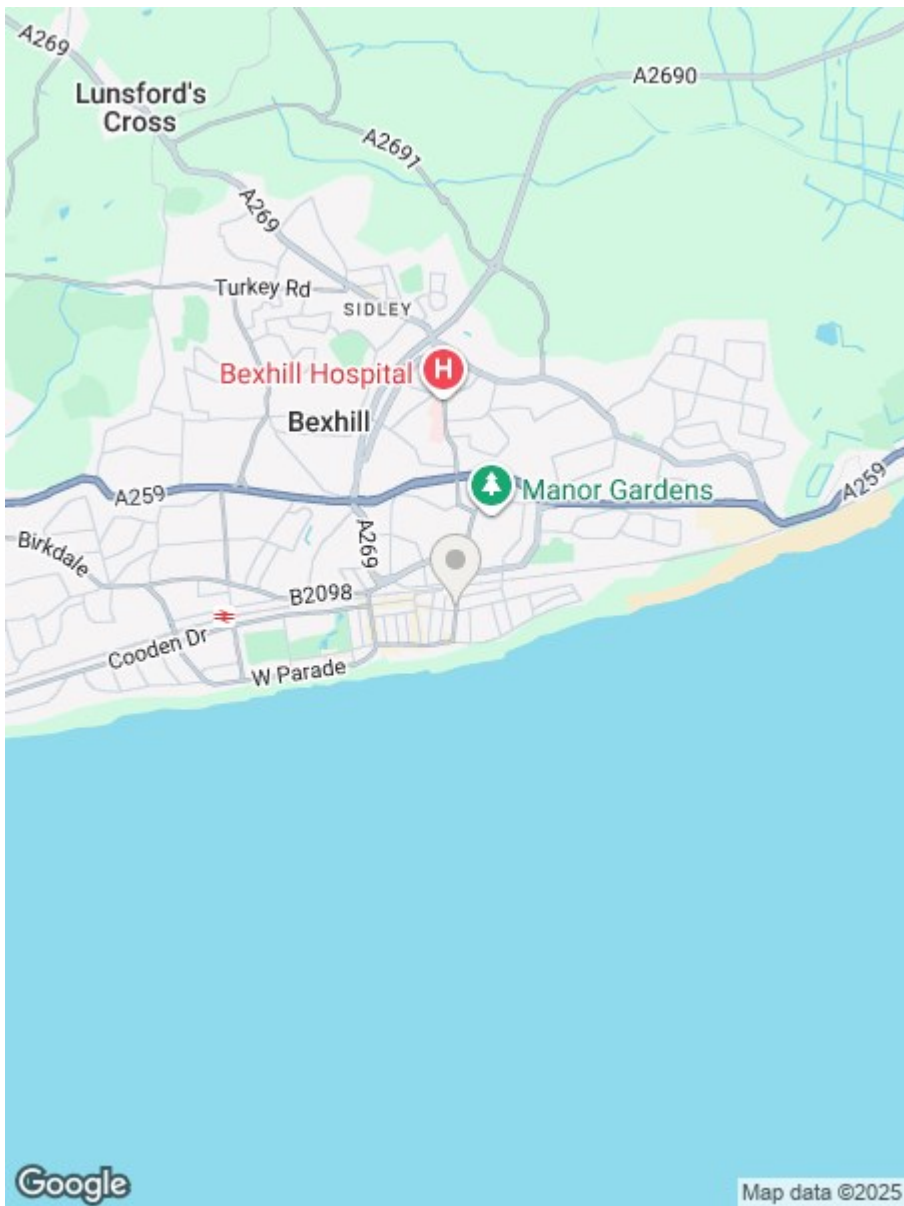 A269
A2690
Lunsford's
Cross
A2691
A269
Turkey Rd
SIDLEY
H
Bexhill Hospital
Bexhill
A259
Manor Gardens
A259
Birkdale
A269
B2098
Cooden Dr
W Parade
Google
Map data ©2025